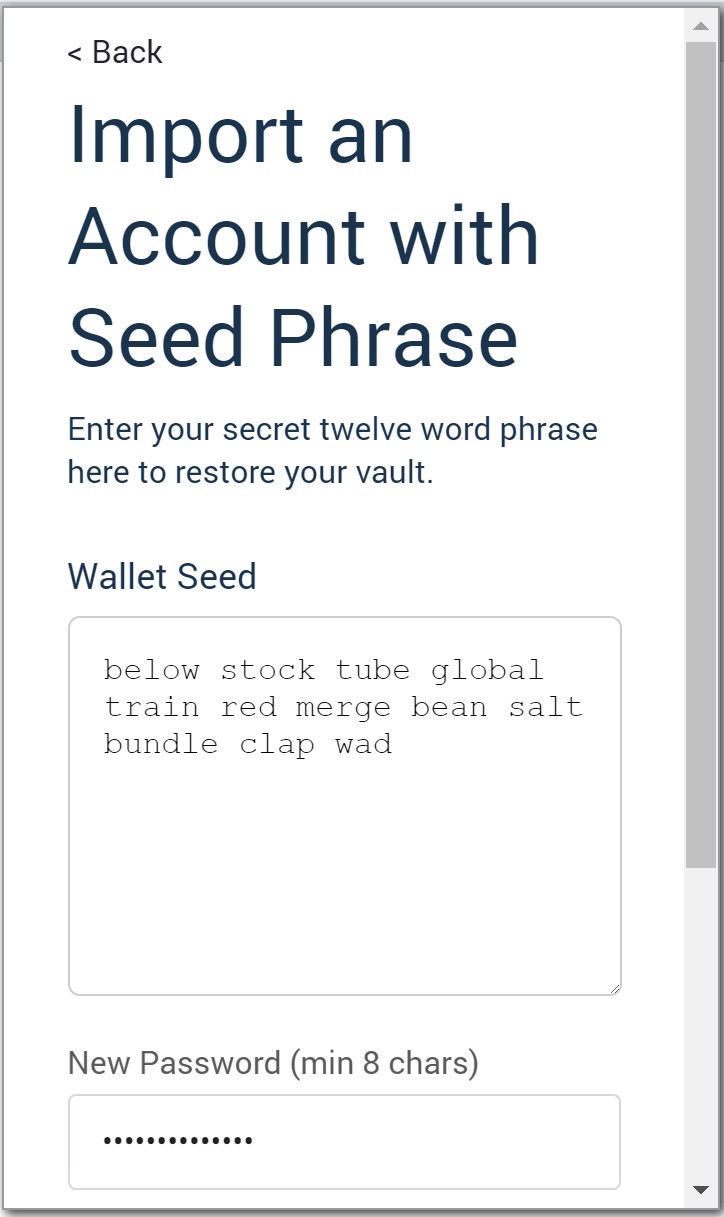 < Back
Import an
Account with
Seed Phrase
Enter your secret twelve word phrase
here to restore your vault.
Wallet Seed
below stock tube global
train red merge bean salt
bundle clap wad
New Password (min 8 chars)
••••••••••••••